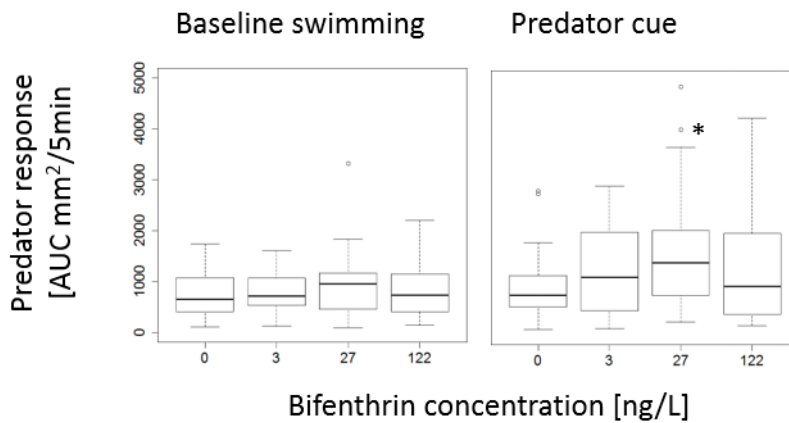 Baseline swimming
Predator cue
Predator response
[AUC mm²/5min
5000
4000
3000
2000
1000
0
*
0 3 27 122
0 3 27 122
Bifenthrin concentration [ng/L]